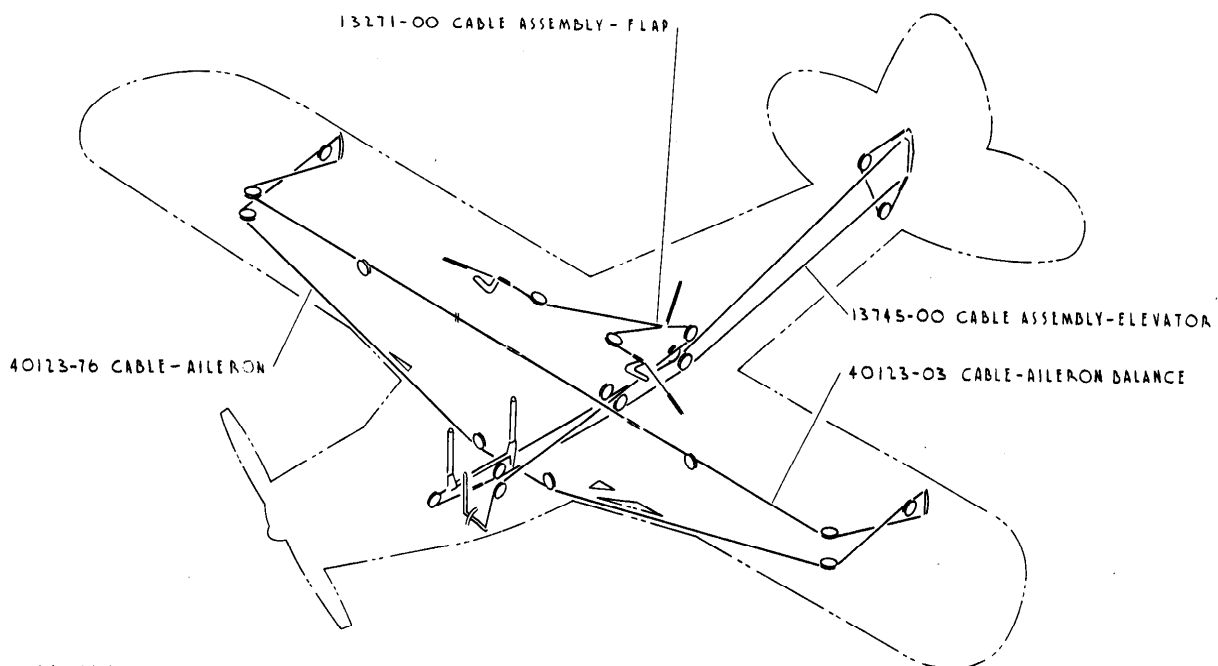 13271-00 CABLE ASSEMBLY-FLAP
13745-00 CABLE ASSEMBLY-ELEVATOR
40123-76 CABLE-AILERON
40123-03 CABLE-AILERON BALANCE